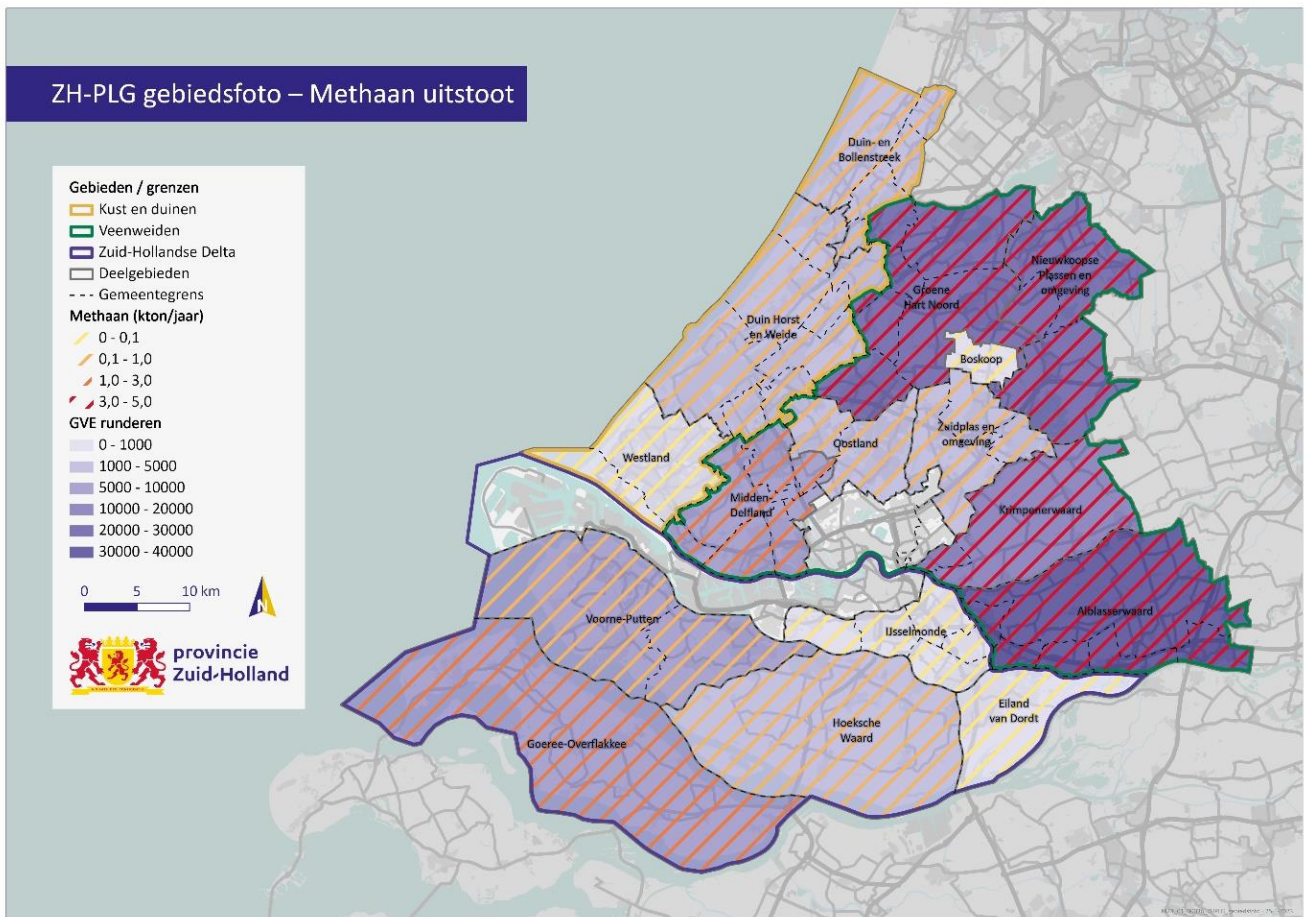 ZH-PLG gebiedsfoto – Methaan uitstoot
Gebieden / grenzen
Kust en duinen
Veenweiden
Zuid-Hollandse Delta
Deelgebieden
Gemeentegrens
Methaan (kton/jaar)
0 - 0,1
0,1 - 1,0
1,0 - 3,0
3,0 - 5,0
GVE runderen
0 - 1000
1000 - 5000
5000 - 10000
10000 - 20000
20000 - 30000
30000 - 40000
0 5 10 km
N
provincie
Zuid-Holland
Duin- en
Bollenstreek
Nieuwkoopse
Plassen en
omgeving
Groene
Hart Noord
Duin Horst
en Weide
Boskoop
Zuidplas en
omgeving
Oostland
Westland
Midden-
Delfland
Krimpenerwaard
Alblasserwaard
Voorne-Putten
IJsselmonde
Eiland
van Dordt
Hoeksche
Waard
Goeree-Overflakkee